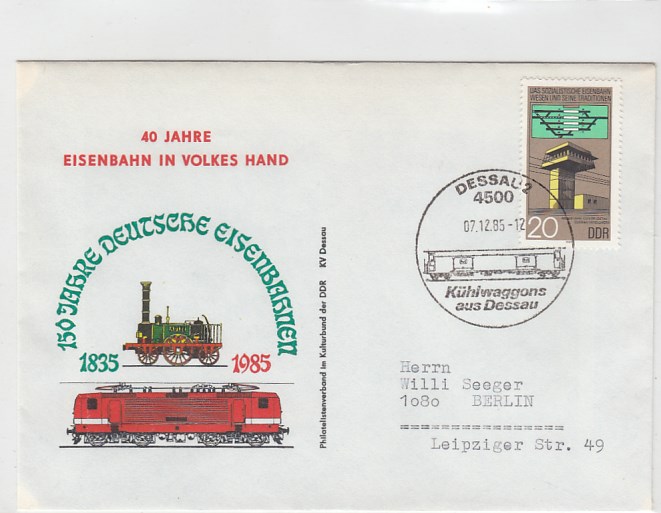 40 JAHRE
EISENBAHN IN VOLKES HAND
150 JAHRE DEUTSCHE EISENBAHNEN
1835 1985
Philatelistenverband im Kulturbund der DDR KV Dessau
DAS SOZIALISTISCHE EISENBAHN-
WESEN UND SEINE TRADITIONEN
20 DDR
DESSAU 2
4500
07.12.85-12
Kühlwaggons
aus Dessau
Herrn
Willi Seeger
1080 BERLIN
Leipziger Str. 49